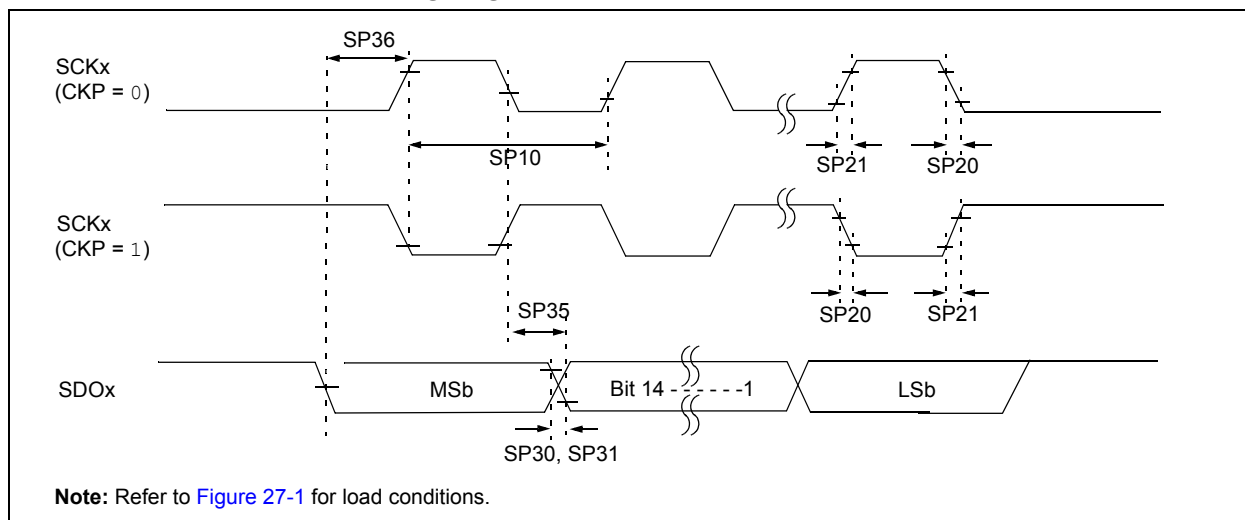 SP36
SCKx
(CKP = 0)
SP10
SP21
SP20
SCKx
(CKP = 1)
SP35
SP20
SP21
SDOx
MSb
Bit 14 - - - - - -1
LSb
SP30, SP31
Note: Refer to Figure 27-1 for load conditions.